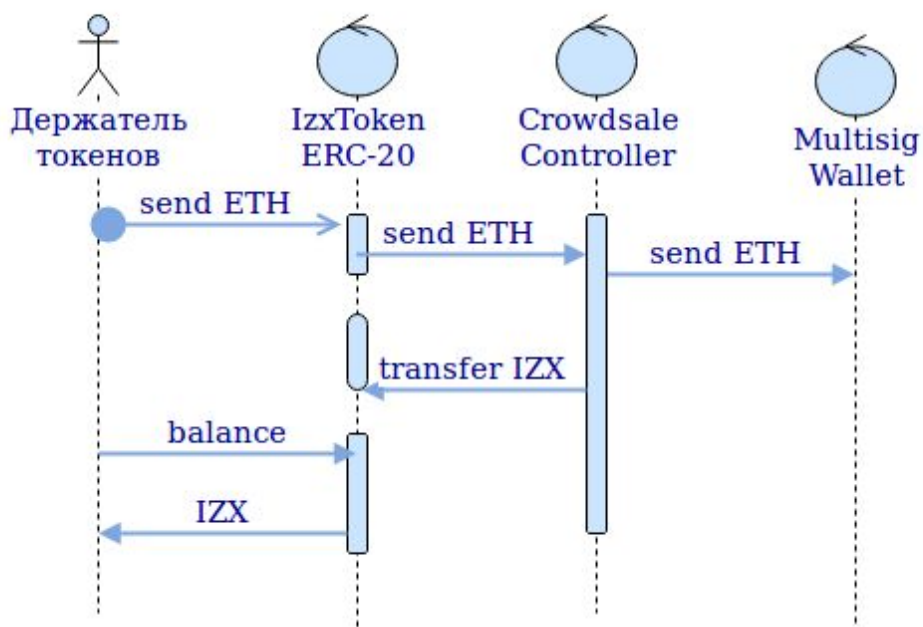 Держатель
токенов
IzxToken
ERC-20
Crowdsale
Controller
Multisig
Wallet
send ETH
send ETH
send ETH
transfer IZX
balance
IZX